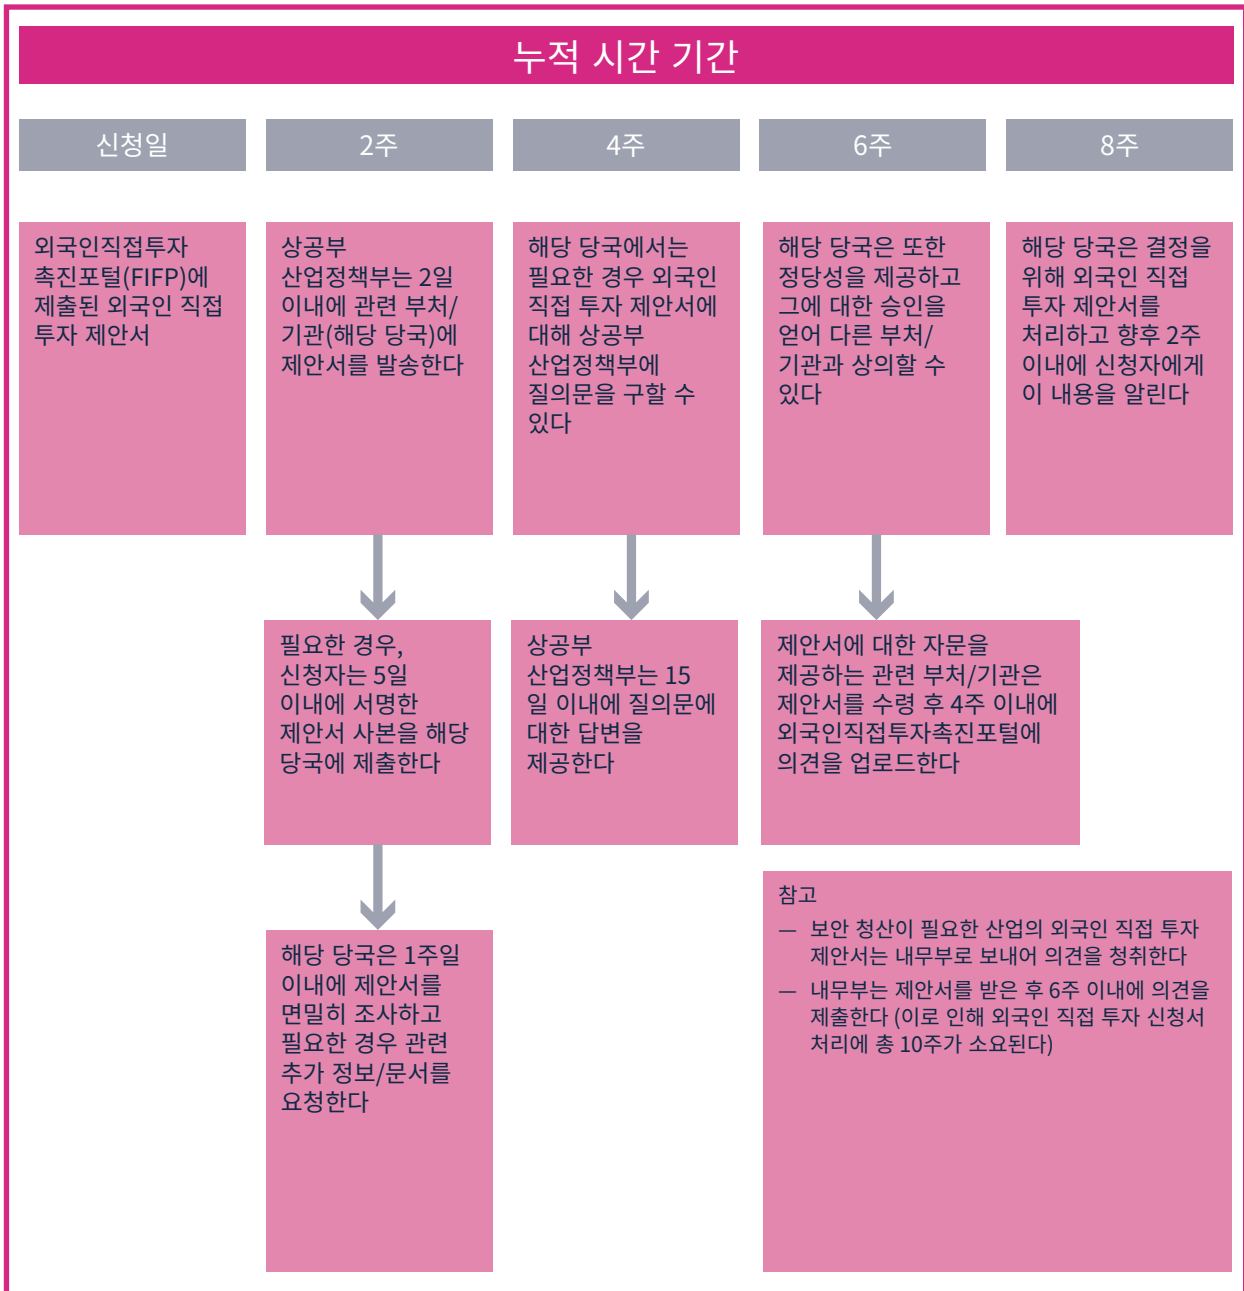 누적 시간 기간
신청일
2주
4주
6주
8주
외국인직접투자
촉진포털(FIFP)에
제출된 외국인 직접
투자 제안서
상공부
산업정책부는 2일
이내에 관련 부처/
기관(해당 당국)에
제안서를 발송한다
해당 당국에서는
필요한 경우 외국인
직접 투자 제안서에
대해 상공부
산업정책부에
질의문을 구할 수
있다
해당 당국은 또한
정당성을 제공하고
그에 대한 승인을
얻어 다른 부처/
기관과 상의할 수
있다
해당 당국은 결정을
위해 외국인 직접
투자 제안서를
처리하고 향후 2주
이내에 신청자에게
이 내용을 알린다
필요한 경우,
신청자는 5일
이내에 서명한
제안서 사본을 해당
당국에 제출한다
상공부
산업정책부는 15
일 이내에 질의문에
대한 답변을
제공한다
제안서에 대한 자문을
제공하는 관련 부처/기관은
제안서를 수령 후 4주 이내에
외국인직접투자촉진포털에
의견을 업로드한다
해당 당국은 1주일
이내에 제안서를
면밀히 조사하고
필요한 경우 관련
추가 정보/문서를
요청한다
참고
— 보안 청산이 필요한 산업의 외국인 직접 투자
제안서는 내무부로 보내어 의견을 청취한다
— 내무부는 제안서를 받은 후 6주 이내에 의견을
제출한다 (이로 인해 외국인 직접 투자 신청서
처리에 총 10주가 소요된다)